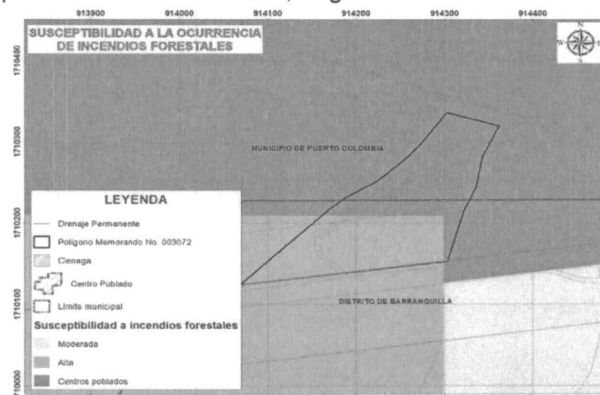 913900 914000 914100 914200 914300 914400
SUSCEPTIBILIDAD A LA OCURRENCIA
DE INCENDIOS FORESTALES
1710400
1710300
1710200
1710100
1710000
MUNICIPIO DE PUERTO COLOMBIA
DISTRITO DE BARRANQUILLA
LEYENDA
Drenaje Permanente
Polígono Memorando No. 003072
Cienaga
Centro Poblado
Límite municipal
Susceptibilidad a incendios forestales
Moderada
Alta
Centros poblados